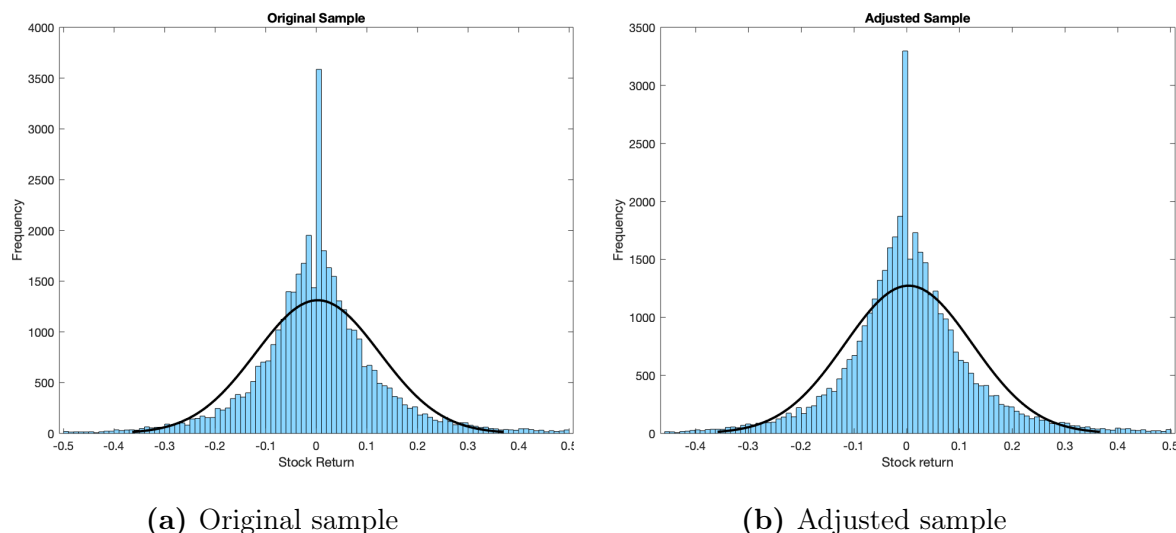 Original Sample
4000
3500
3000
2500
2000
1500
1000
500
0
Frequency
-0.5 -0.4 -0.3 -0.2 -0.1 0 0.1 0.2 0.3 0.4 0.5
Stock Return
(a) Original sample
Adjusted Sample
3500
3000
2500
2000
1500
1000
500
0
Frequency
-0.4 -0.3 -0.2 -0.1 0 0.1 0.2 0.3 0.4 0.5
Stock return
(b) Adjusted sample